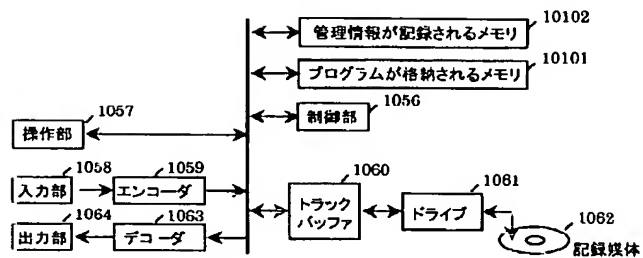 10102
管理情報が記録されるメモリ
10101
プログラムが格納されるメモリ
1056
制御部
1057
操作部
1058
入力部
1059
エンコーダ
1060
トラック
バッファ
1061
ドライブ
1062
記録媒体
1064
出力部
1063
デコーダ